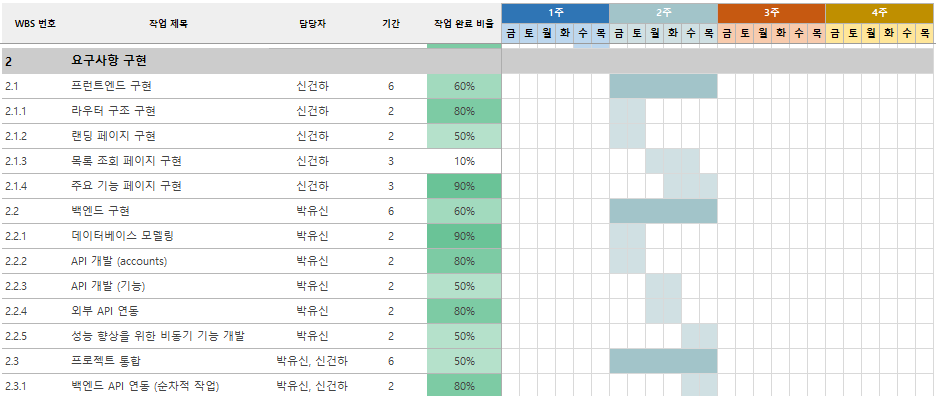 WBS 번호 작업 제목 담당자 기간 작업 완료 비율 1주 2주 3주 4주
금 토 월 화 수 목 금 토 월 화 수 목 금 토 월 화 수 목 금 토 월 화 수 목
2 요구사항 구현
2.1 프런트엔드 구현 신건하 6 60%
2.1.1 라우터 구조 구현 신건하 2 80%
2.1.2 랜딩 페이지 구현 신건하 2 50%
2.1.3 목록 조회 페이지 구현 신건하 3 10%
2.1.4 주요 기능 페이지 구현 신건하 3 90%
2.2 백엔드 구현 박유신 6 60%
2.2.1 데이터베이스 모델링 박유신 2 90%
2.2.2 API 개발 (accounts) 박유신 2 80%
2.2.3 API 개발 (기능) 박유신 2 50%
2.2.4 외부 API 연동 박유신 2 80%
2.2.5 성능 향상을 위한 비동기 기능 개발 박유신 2 50%
2.3 프로젝트 통합 박유신, 신건하 6 50%
2.3.1 백엔드 API 연동 (순차적 작업) 박유신, 신건하 2 80%